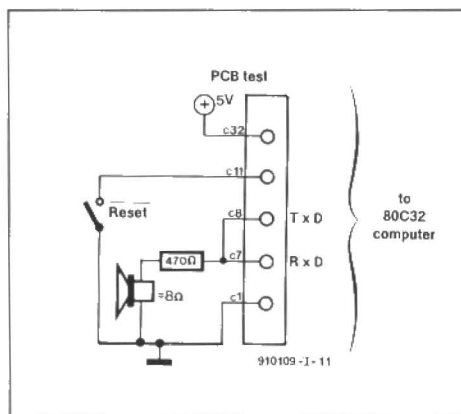 PCB test
5V
c32
c11
Reset
c8
T x D
to
80C32
computer
470Ω
c7
R x D
≈8Ω
c1
910109 - I - 11